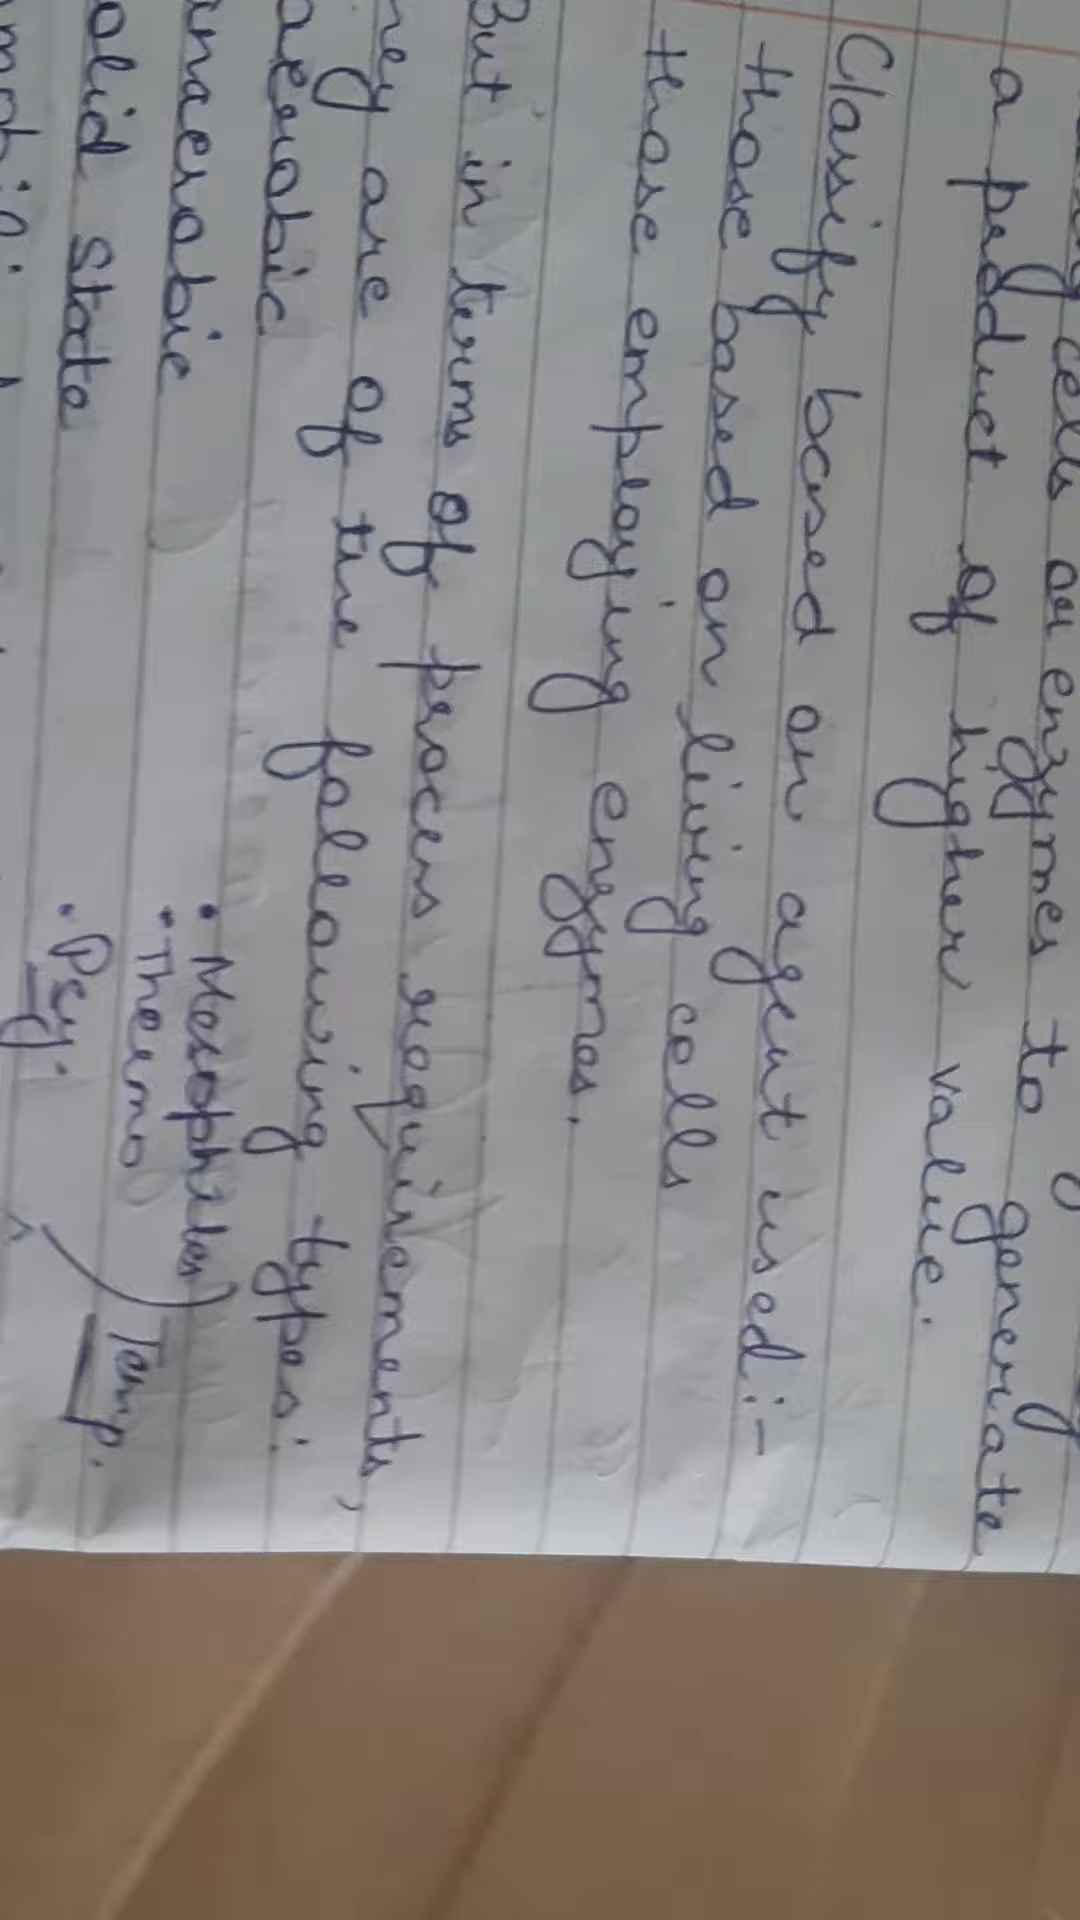 cells or enzymes to generate
a product of higher value.
Classify based on agent used:-
those based on living cells
those employing enzymes.
But in terms of process requirements,
hey are of the following types:
aerobic
• Mesophiles
anaerobic
• Thermo
Temp.
olid State
• Psy.